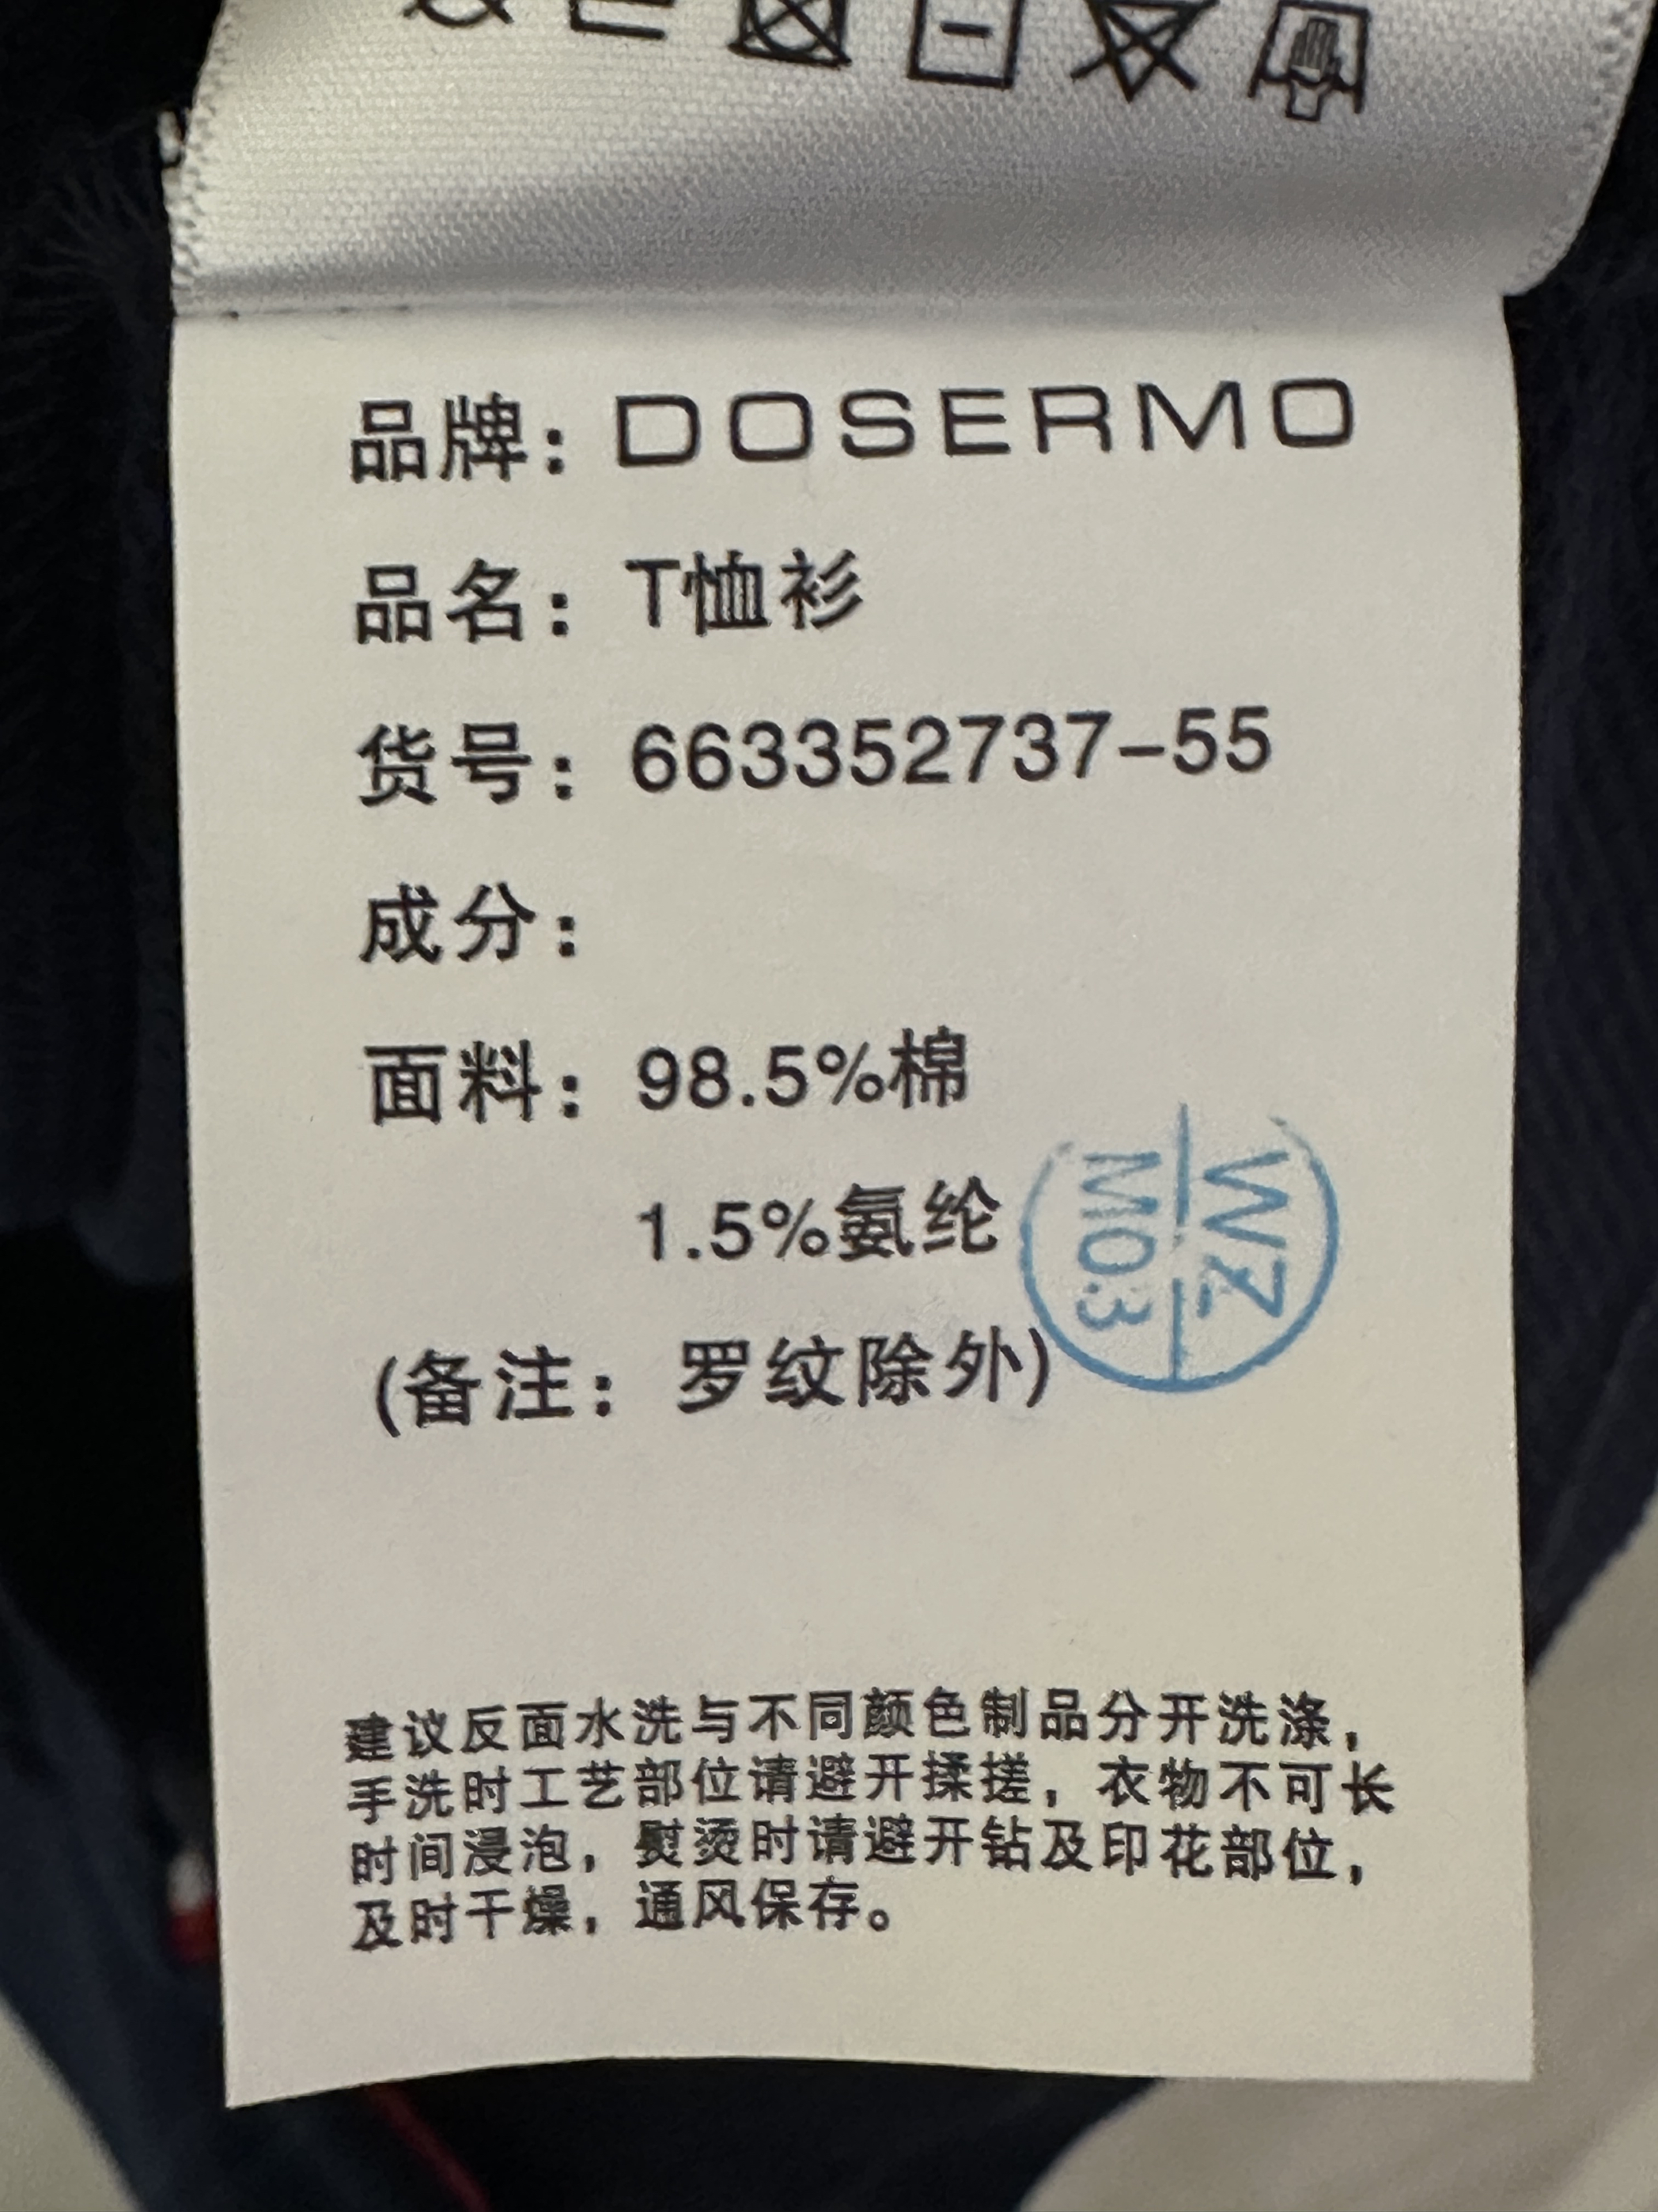 品牌：DOSERMO
品名：T恤衫
货号：663352737-55
成分：
面料：98.5%棉
1.5%氨纶
WZ
M03
(备注：罗纹除外)
建议反面水洗与不同颜色制品分开洗涤，
手洗时工艺部位请避开揉搓，衣物不可长
时间浸泡，熨烫时请避开钻及印花部位，
及时干燥，通风保存。